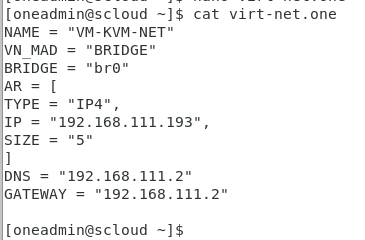 [oneadmin@scloud ~]$ cat virt-net.one
NAME = "VM-KVM-NET"
VN_MAD = "BRIDGE"
BRIDGE = "br0"
AR = [
TYPE = "IP4",
IP = "192.168.111.193",
SIZE = "5"
]
DNS = "192.168.111.2"
GATEWAY = "192.168.111.2"
[oneadmin@scloud ~]$